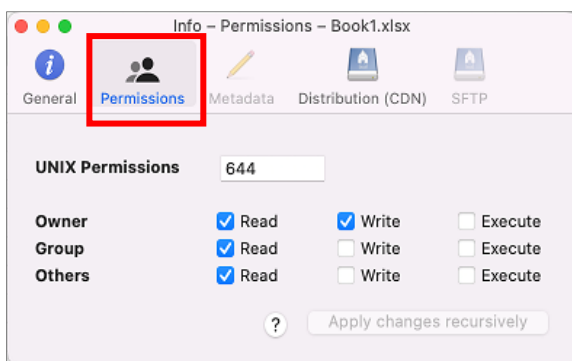 Info – Permissions – Book1.xlsx
General Permissions Metadata Distribution (CDN) SFTP
UNIX Permissions 644
Owner Read Write Execute
Group Read Write Execute
Others Read Write Execute
? Apply changes recursively